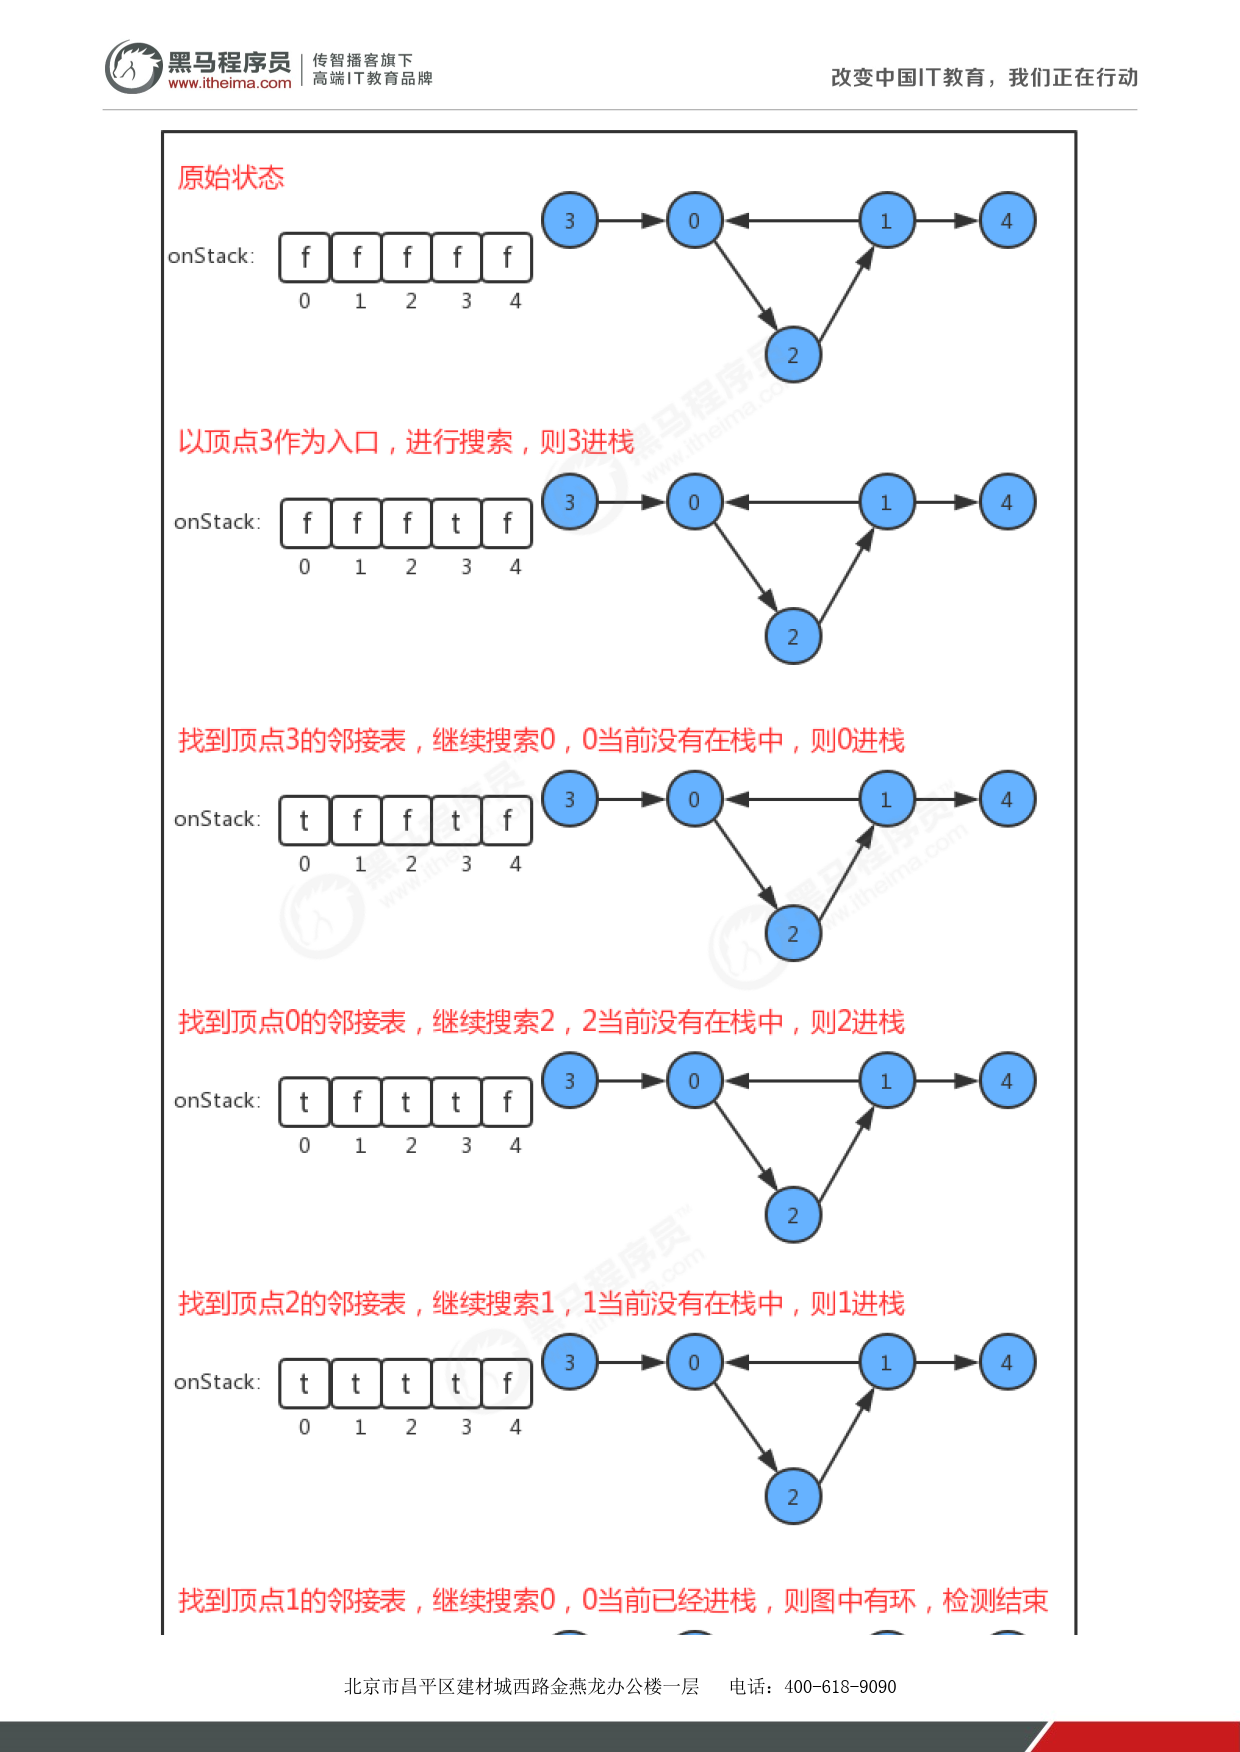 黑马程序员 传智播客旗下
www.itheima.com 高端IT教育品牌
改变中国IT教育，我们正在行动
原始状态
3 0 1 4
onStack: f f f f f
0 1 2 3 4
2
以顶点3作为入口，进行搜索，则3进栈
3 0 1 4
onStack: f f f t f
0 1 2 3 4
2
找到顶点3的邻接表，继续搜索0，0当前没有在栈中，则0进栈
3 0 1 4
onStack: t f f t f
0 1 2 3 4
2
找到顶点0的邻接表，继续搜索2，2当前没有在栈中，则2进栈
3 0 1 4
onStack: t f t t f
0 1 2 3 4
2
找到顶点2的邻接表，继续搜索1，1当前没有在栈中，则1进栈
3 0 1 4
onStack: t t t t f
0 1 2 3 4
2
找到顶点1的邻接表，继续搜索0，0当前已经进栈，则图中有环，检测结束
北京市昌平区建材城西路金燕龙办公楼一层 电话：400-618-9090